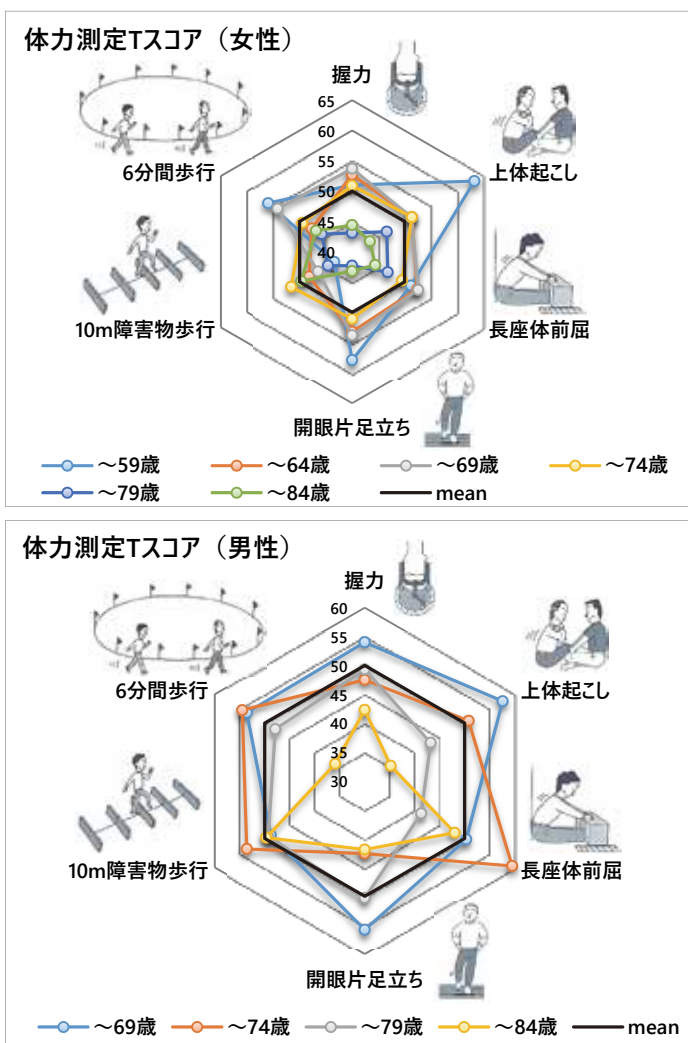 体力測定Tスコア（女性）
握力
65
60
55
50
45
40
上体起こし
6分間歩行
10m障害物歩行
長座体前屈
開眼片足立ち
～59歳 ～64歳 ～69歳 ～74歳
～79歳 ～84歳 mean
体力測定Tスコア（男性）
握力
60
55
50
45
40
35
30
上体起こし
6分間歩行
10m障害物歩行
長座体前屈
開眼片足立ち
～69歳 ～74歳 ～79歳 ～84歳 mean